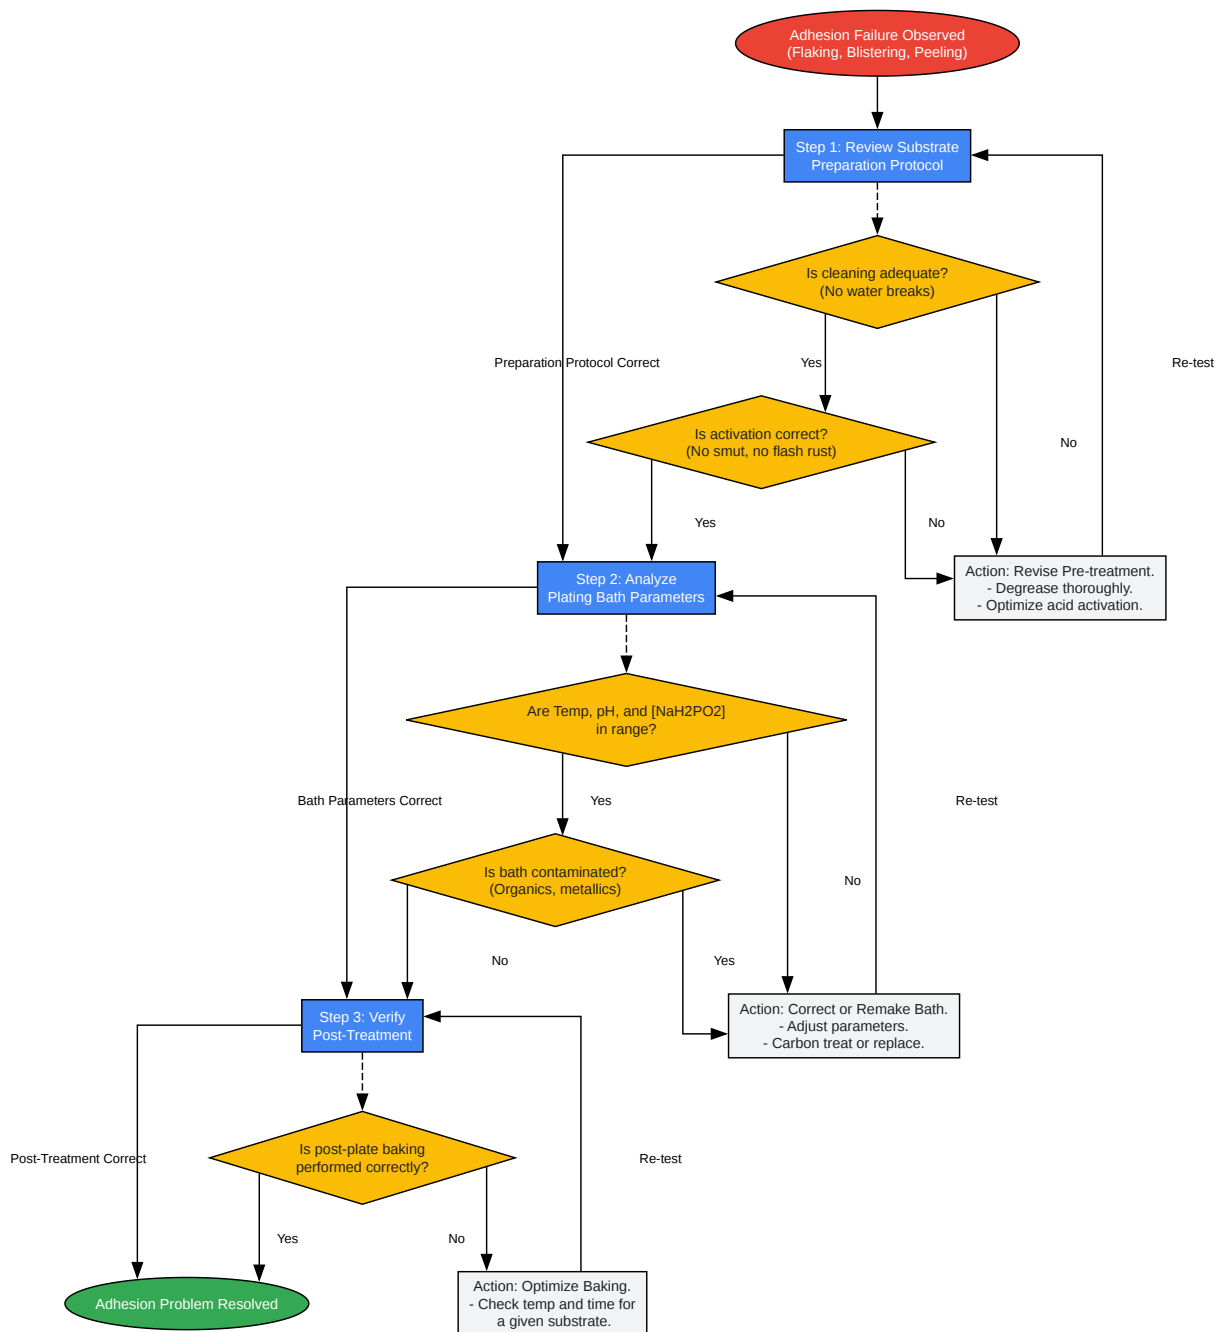 Adhesion Failure Observed
(Flaking, Blistering, Peeling)
Step 1: Review Substrate
Preparation Protocol
Is cleaning adequate?
(No water breaks)
Preparation Protocol Correct
Yes
Re-test
Is activation correct?
(No smut, no flash rust)
No
Yes
No
Step 2: Analyze
Plating Bath Parameters
Action: Revise Pre-treatment.
- Degrease thoroughly.
- Optimize acid activation.
Are Temp, pH, and [NaH2PO2]
in range?
Bath Parameters Correct
Yes
Re-test
Is bath contaminated?
(Organics, metallics)
No
No
Yes
Step 3: Verify
Post-Treatment
Action: Correct or Remake Bath.
- Adjust parameters.
- Carbon treat or replace.
Is post-plate baking
performed correctly?
Post-Treatment Correct
Re-test
Yes
No
Adhesion Problem Resolved
Action: Optimize Baking.
- Check temp and time for
a given substrate.